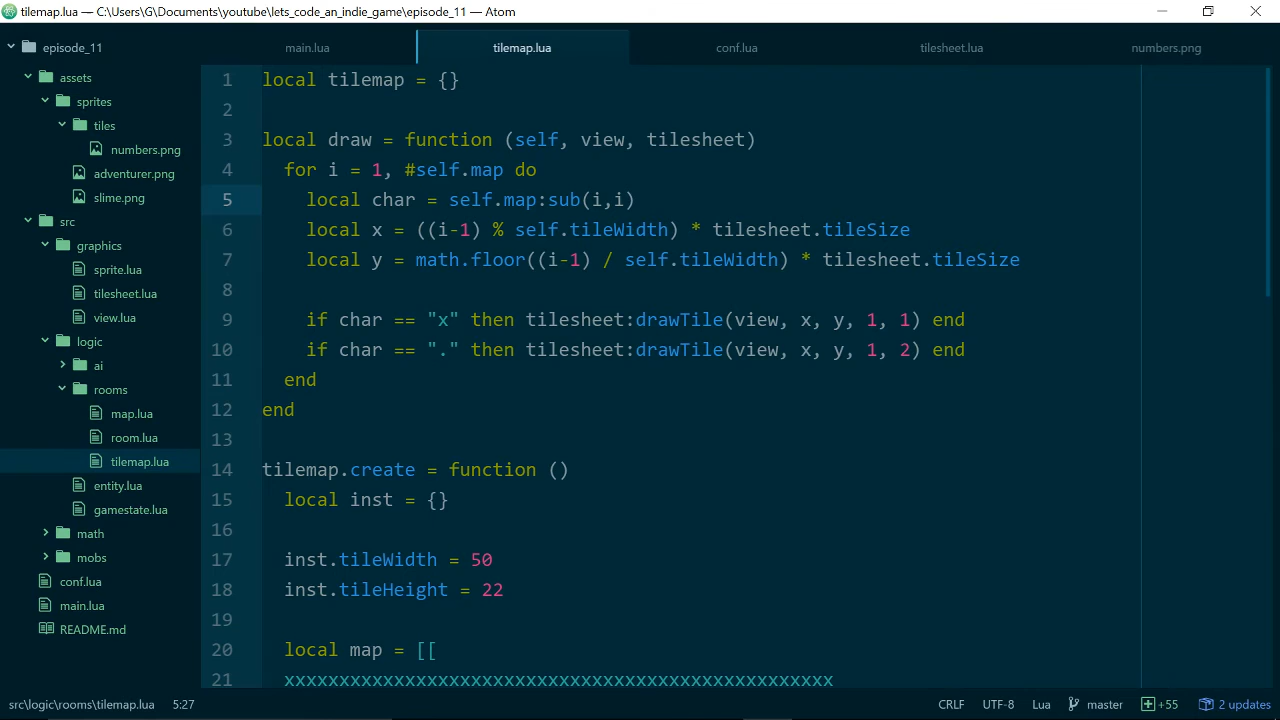 tilemap.lua — C:\Users\G\Documents\youtube\lets_code_an_indie_game\episode_11 — Atom
episode_11
main.lua
tilemap.lua
conf.lua
tilesheet.lua
numbers.png
assets
sprites
tiles
numbers.png
adventurer.png
slime.png
src
graphics
sprite.lua
tilesheet.lua
view.lua
logic
ai
rooms
map.lua
room.lua
tilemap.lua
entity.lua
gamestate.lua
math
mobs
conf.lua
main.lua
README.md
1 local tilemap = {}
2
3 local draw = function (self, view, tilesheet)
4 for i = 1, #self.map do
5 local char = self.map:sub(i,i)
6 local x = ((i-1) % self.tileWidth) * tilesheet.tileSize
7 local y = math.floor((i-1) / self.tileWidth) * tilesheet.tileSize
8
9 if char == "x" then tilesheet:drawTile(view, x, y, 1, 1) end
10 if char == "." then tilesheet:drawTile(view, x, y, 1, 2) end
11 end
12 end
13
14 tilemap.create = function ()
15 local inst = {}
16
17 inst.tileWidth = 50
18 inst.tileHeight = 22
19
20 local map = [[
21 xxxxxxxxxxxxxxxxxxxxxxxxxxxxxxxxxxxxxxxxxxxxxxxxxx
src\logic\rooms\tilemap.lua 5:27
CRLF UTF-8 Lua master +55 2 updates